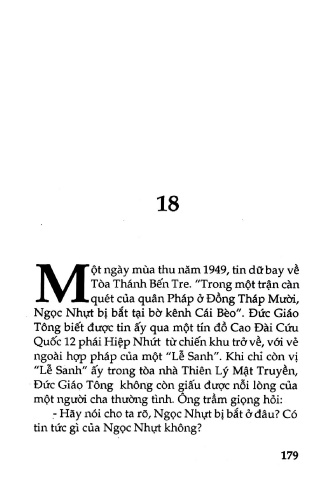 18
Một ngày mùa thu năm 1949, tin dữ bay về
Tòa Thánh Bến Tre. "Trong một trận càn
quét của quân Pháp ở Đồng Tháp Mười,
Ngọc Nhựt bị bắt tại bờ kênh Cái Bèo". Đức Giáo
Tông biết được tin ấy qua một tín đồ Cao Đài Cứu
Quốc 12 phái Hiệp Nhứt từ chiến khu trở về, với vẻ
ngoài hợp pháp của một "Lễ Sanh". Khi chỉ còn vị
"Lễ Sanh" ấy trong tòa nhà Thiên Lý Mật Truyền,
Đức Giáo Tông không còn giấu được nỗi lòng của
một người cha thường tình. Ông trầm giọng hỏi:
- Hãy nói cho ta rõ, Ngọc Nhựt bị bắt ở đâu? Có
tin tức gì của Ngọc Nhựt không?
179